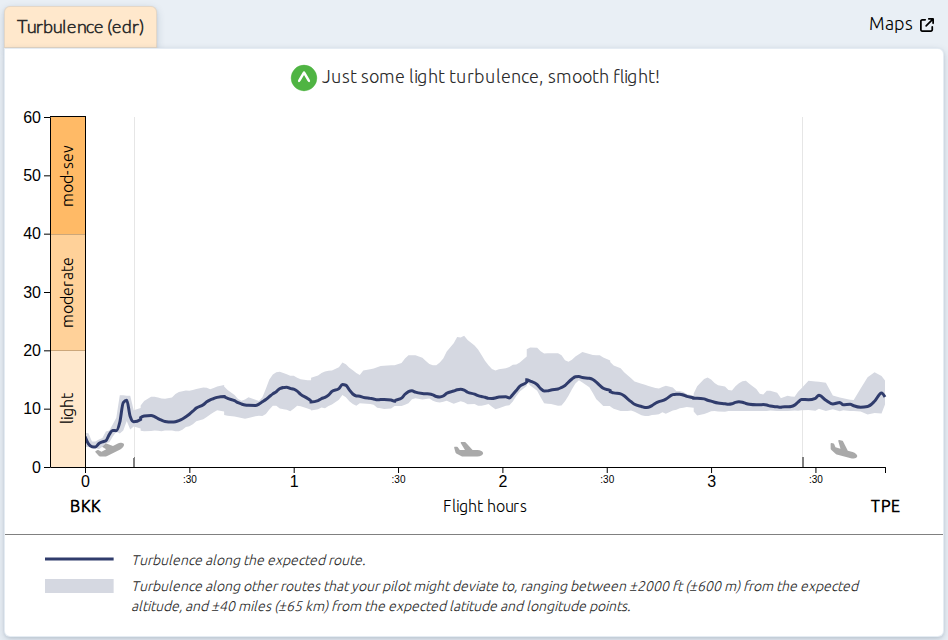 Turbulence (edr)
Maps
Just some light turbulence, smooth flight!
60
50
40
30
20
10
0
mod-sev
moderate
light
0
:30
1
:30
2
:30
3
:30
BKK
Flight hours
TPE
Turbulence along the expected route.
Turbulence along other routes that your pilot might deviate to, ranging between ±2000 ft (±600 m) from the expected
altitude, and ±40 miles (±65 km) from the expected latitude and longitude points.